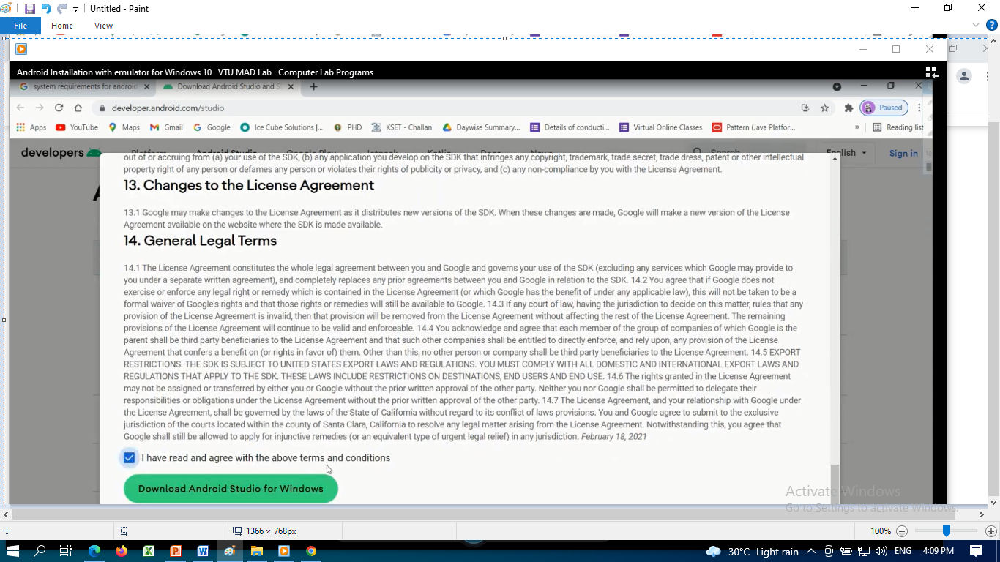 Untitled - Paint
File Home View
Android Installation with emulator for Windows 10 VTU MAD Lab Computer Lab Programs
system requirements for android
Download Android Studio and S
developer.android.com/studio
Paused
Apps YouTube Maps Gmail Google Ice Cube Solutions |... PHD KSET - Challan Daywise Summary... Details of conducti... Virtual Online Classes Pattern (Java Platfor... » Reading list
developers English Sign in
out of or accruing from (a) your use of the SDK, (b) any application you develop on the SDK that infringes any copyright, trademark, trade secret, trade dress, patent or other intellectual
property right of any person or defames any person or violates their rights of publicity or privacy, and (c) any non-compliance by you with the License Agreement.
13. Changes to the License Agreement
13.1 Google may make changes to the License Agreement as it distributes new versions of the SDK. When these changes are made, Google will make a new version of the License
Agreement available on the website where the SDK is made available.
14. General Legal Terms
14.1 The License Agreement constitutes the whole legal agreement between you and Google and governs your use of the SDK (excluding any services which Google may provide to
you under a separate written agreement), and completely replaces any prior agreements between you and Google in relation to the SDK. 14.2 You agree that if Google does not
exercise or enforce any legal right or remedy which is contained in the License Agreement (or which Google has the benefit of under any applicable law), this will not be taken to be a
formal waiver of Google's rights and that those rights or remedies will still be available to Google. 14.3 If any court of law, having the jurisdiction to decide on this matter, rules that any
provision of the License Agreement is invalid, then that provision will be removed from the License Agreement without affecting the rest of the License Agreement. The remaining
provisions of the License Agreement will continue to be valid and enforceable. 14.4 You acknowledge and agree that each member of the group of companies of which Google is the
parent shall be third party beneficiaries to the License Agreement and that such other companies shall be entitled to directly enforce, and rely upon, any provision of the License
Agreement that confers a benefit on (or rights in favor of) them. Other than this, no other person or company shall be third party beneficiaries to the License Agreement. 14.5 EXPORT
RESTRICTIONS. THE SDK IS SUBJECT TO UNITED STATES EXPORT LAWS AND REGULATIONS. YOU MUST COMPLY WITH ALL DOMESTIC AND INTERNATIONAL EXPORT LAWS AND
REGULATIONS THAT APPLY TO THE SDK. THESE LAWS INCLUDE RESTRICTIONS ON DESTINATIONS, END USERS AND END USE. 14.6 The rights granted in the License Agreement
may not be assigned or transferred by either you or Google without the prior written approval of the other party. Neither you nor Google shall be permitted to delegate their
responsibilities or obligations under the License Agreement without the prior written approval of the other party. 14.7 The License Agreement, and your relationship with Google under
the License Agreement, shall be governed by the laws of the State of California without regard to its conflict of laws provisions. You and Google agree to submit to the exclusive
jurisdiction of the courts located within the county of Santa Clara, California to resolve any legal matter arising from the License Agreement. Notwithstanding this, you agree that
Google shall still be allowed to apply for injunctive remedies (or an equivalent type of urgent legal relief) in any jurisdiction. February 18, 2021
I have read and agree with the above terms and conditions
Download Android Studio for Windows
Activate Windows
Go to Settings to activate Windows.
1366 × 768px 100%
30°C Light rain ENG 4:09 PM